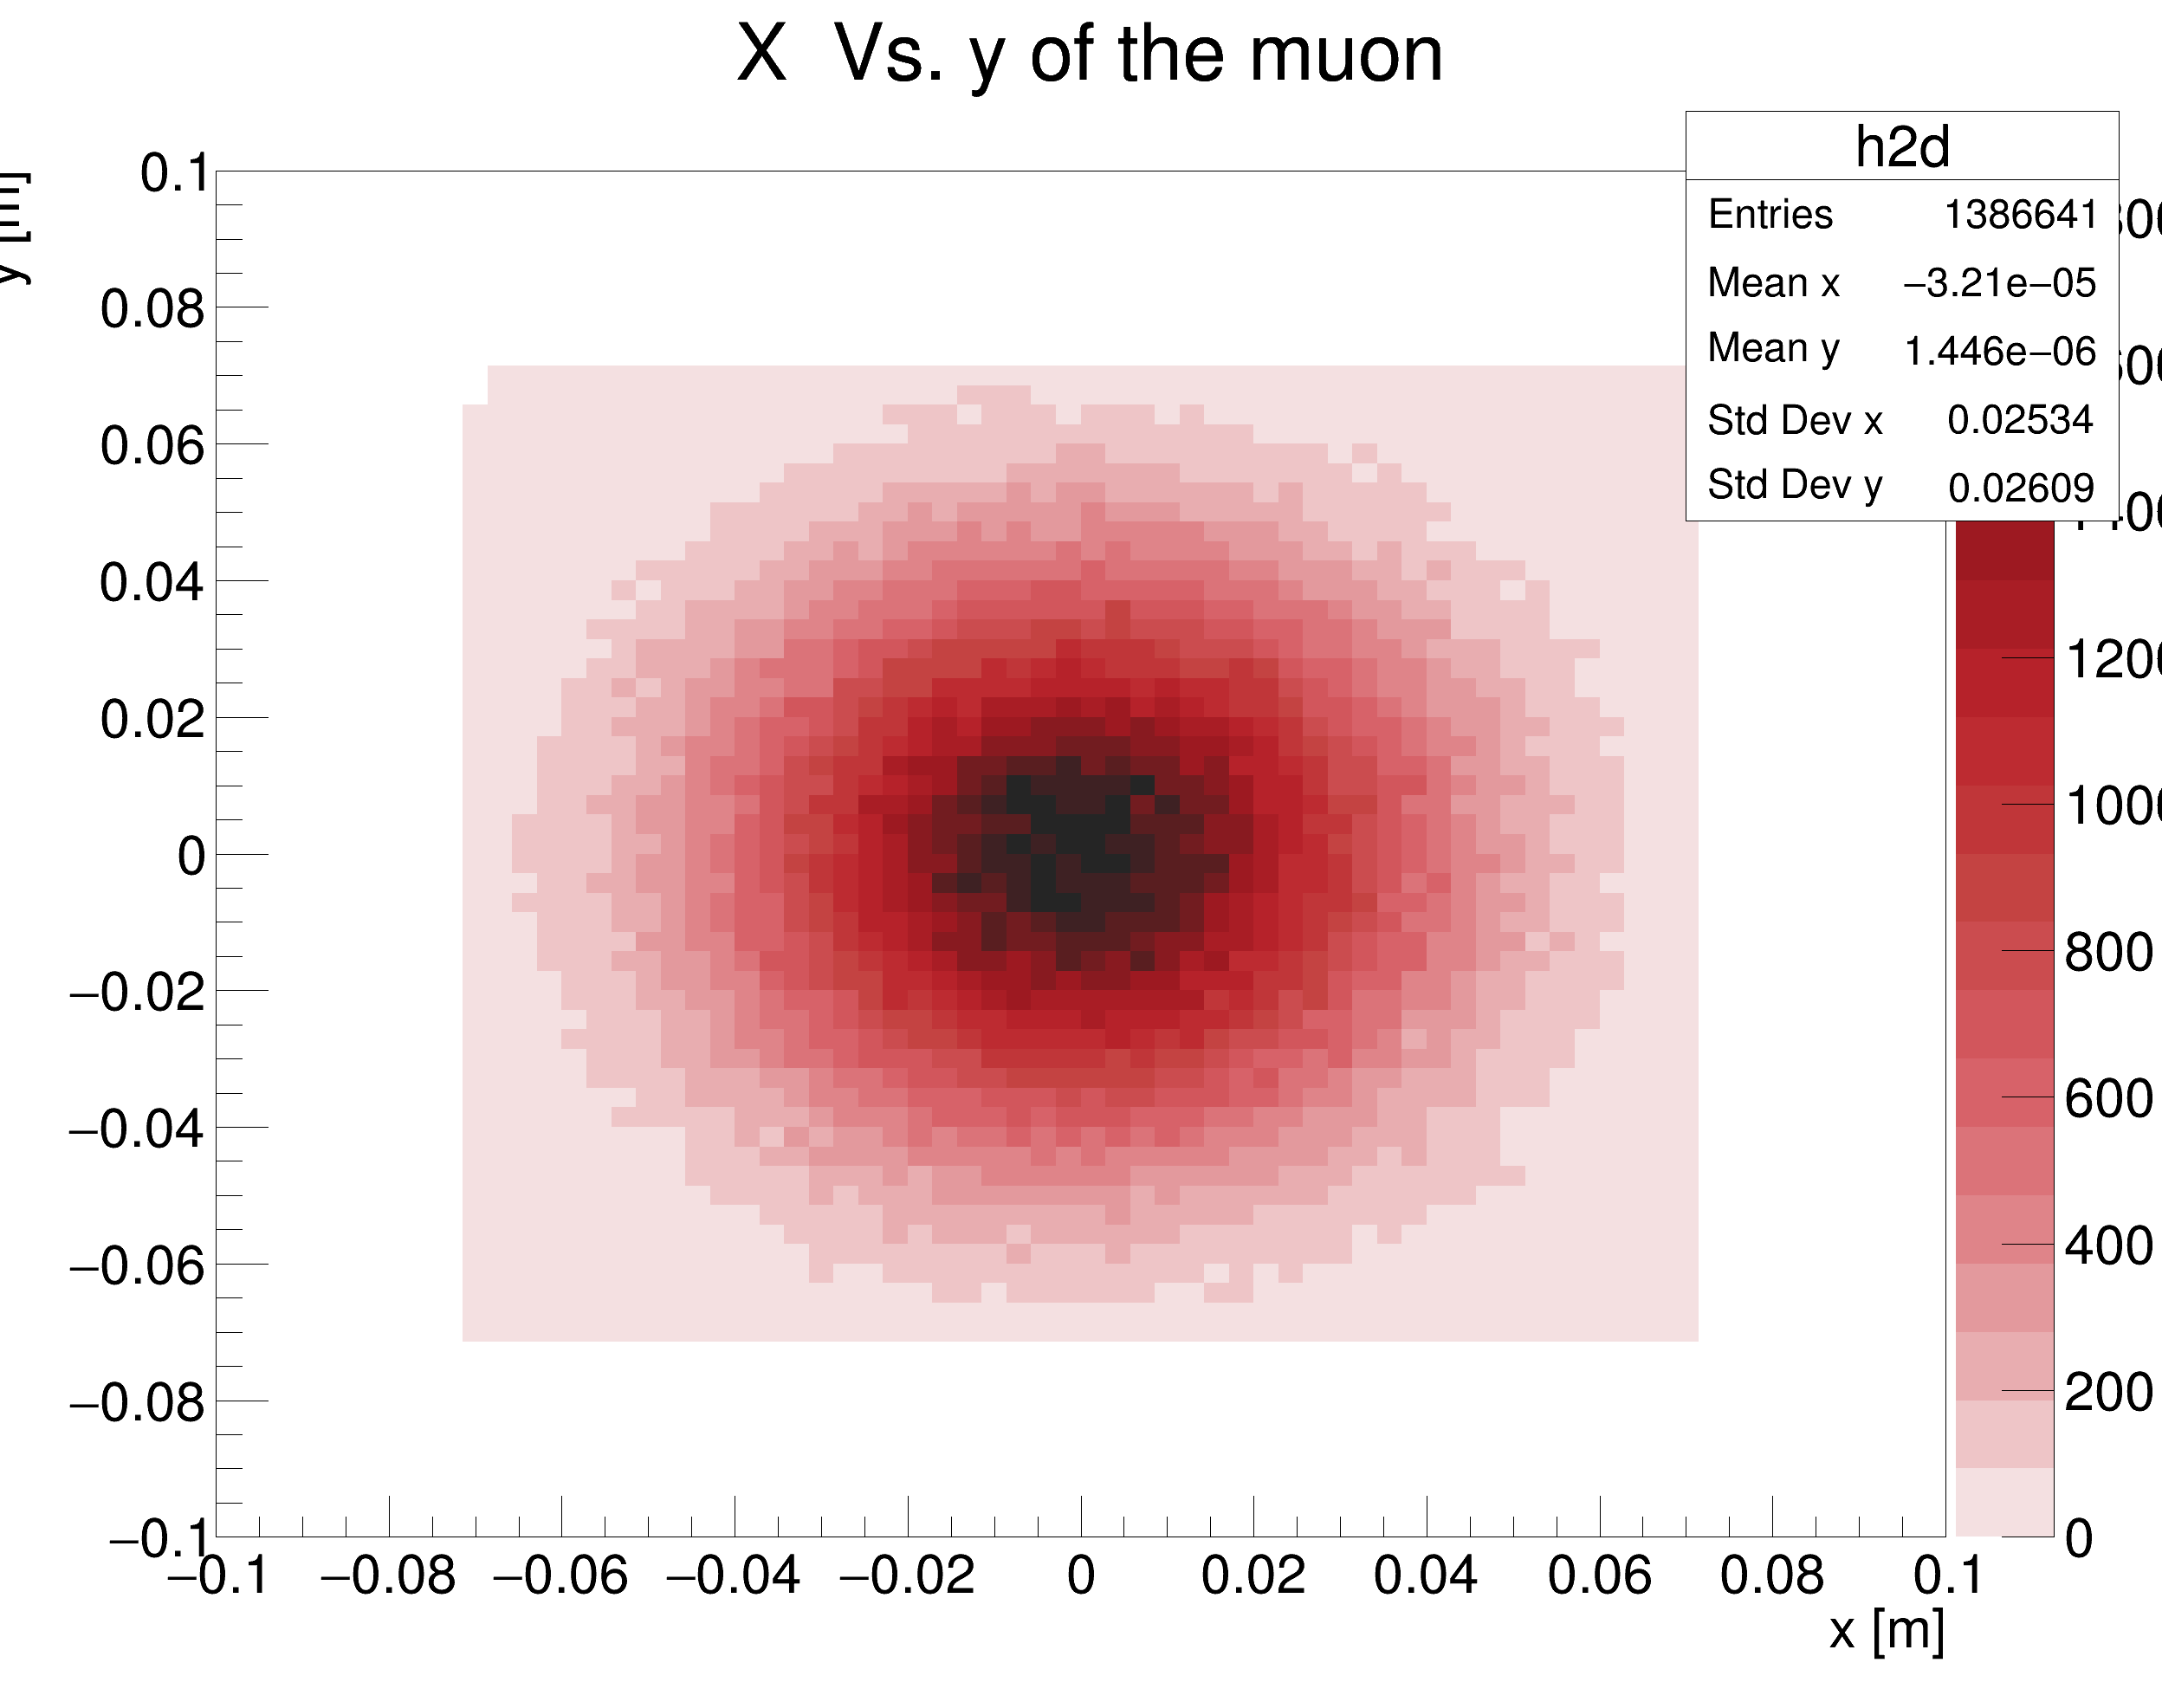 X Vs. y of the muon
h2d
Entries 1386641
Mean x −3.21e−05
Mean y 1.446e−06
Std Dev x 0.02534
Std Dev y 0.02609
y [m]
0.1
0.08
0.06
0.04
0.02
0
−0.02
−0.04
−0.06
−0.08
−0.1
−0.1 −0.08 −0.06 −0.04 −0.02 0 0.02 0.04 0.06 0.08 0.1
x [m]
1200
1000
800
600
400
200
0